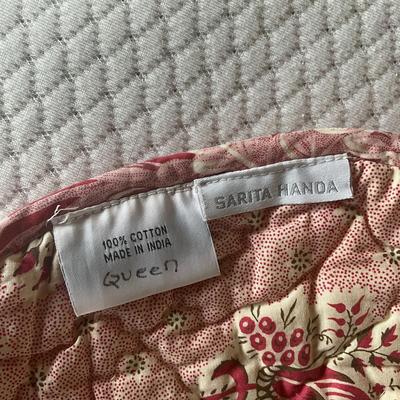 SARITA HANDA
100% COTTON
MADE IN INDIA
Queen